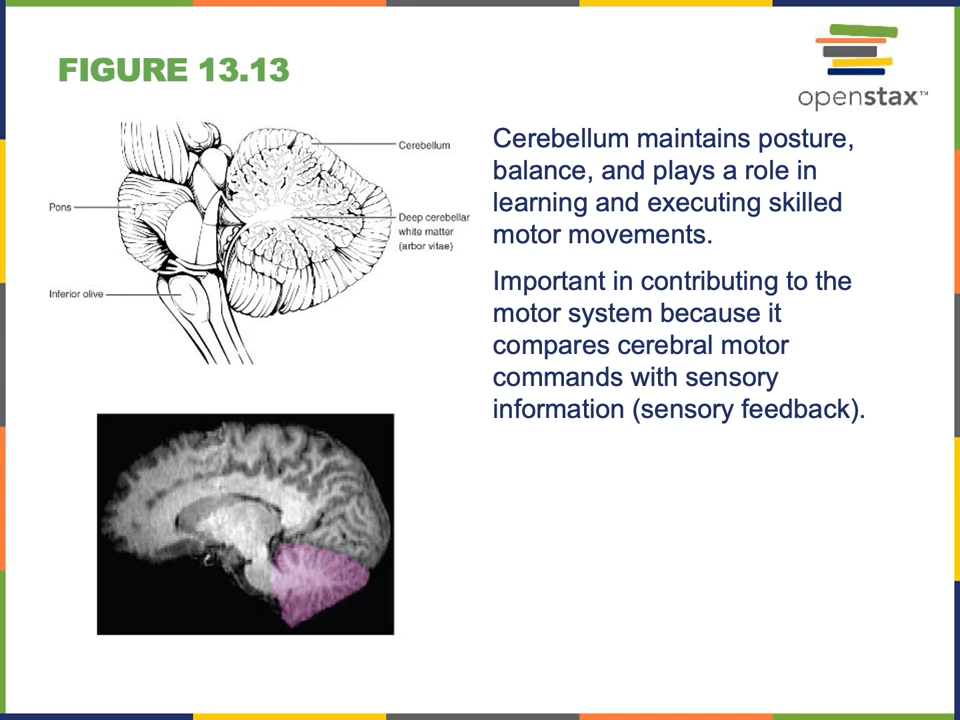 FIGURE 13.13
openstax™
Cerebellum
Pons
Deep cerebellar
white matter
(arbor vitae)
Inferior olive
Cerebellum maintains posture,
balance, and plays a role in
learning and executing skilled
motor movements.
Important in contributing to the
motor system because it
compares cerebral motor
commands with sensory
information (sensory feedback).